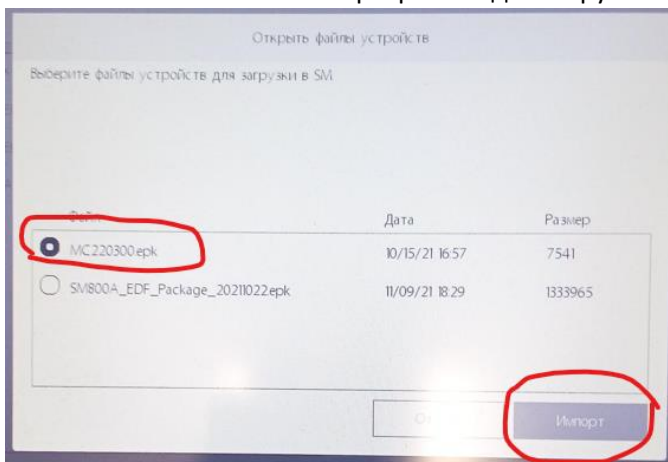 Открыть файлы устройств
Выберите файлы устройств для загрузки в SM
Файл Дата Размер
MC220300.epk 10/15/21 16:57 7541
SM800A_EDF_Package_20211022.epk 11/09/21 18:29 1333965
Импорт